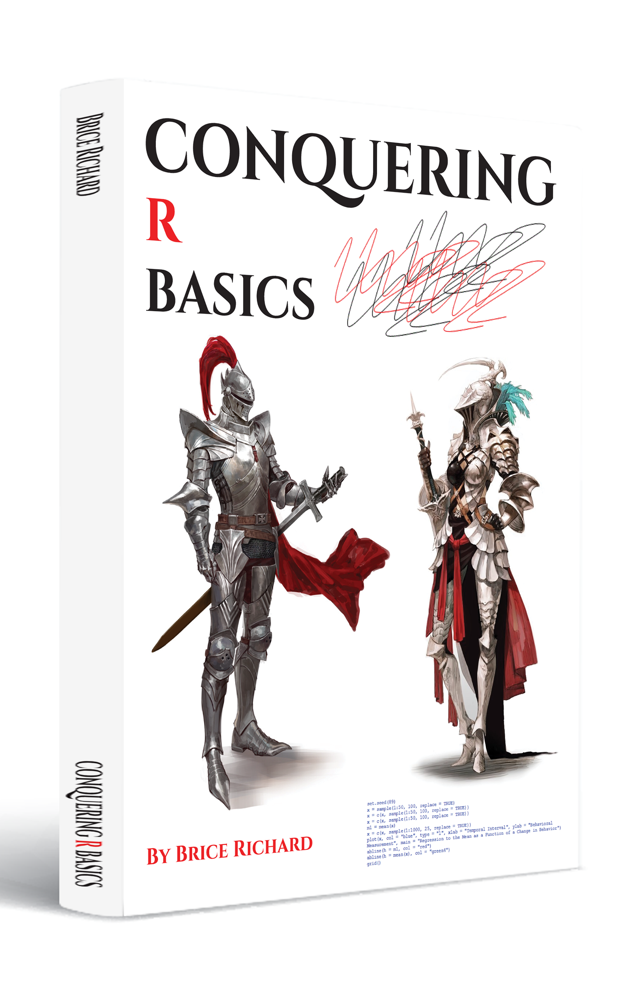 BRICE RICHARD
CONQUERING R BASICS
CONQUERING
R
BASICS
set.seed(89)
x = sample(1:50, 100, replace = TRUE)
x = c(x, sample(1:50, 100, replace = TRUE))
x = c(x, sample(1:50, 100, replace = TRUE))
m1 = mean(x)
x = c(x, sample(1:1000, 25, replace = TRUE))
plot(x, col = "blue", type = "l", xlab = "Temporal Interval", ylab = "Behavioral
Measurement", main = "Regression to the Mean as a Function of a Change in Behavior")
abline(h = m1, col = "red")
abline(h = mean(x), col = "green4")
grid()
BY BRICE RICHARD